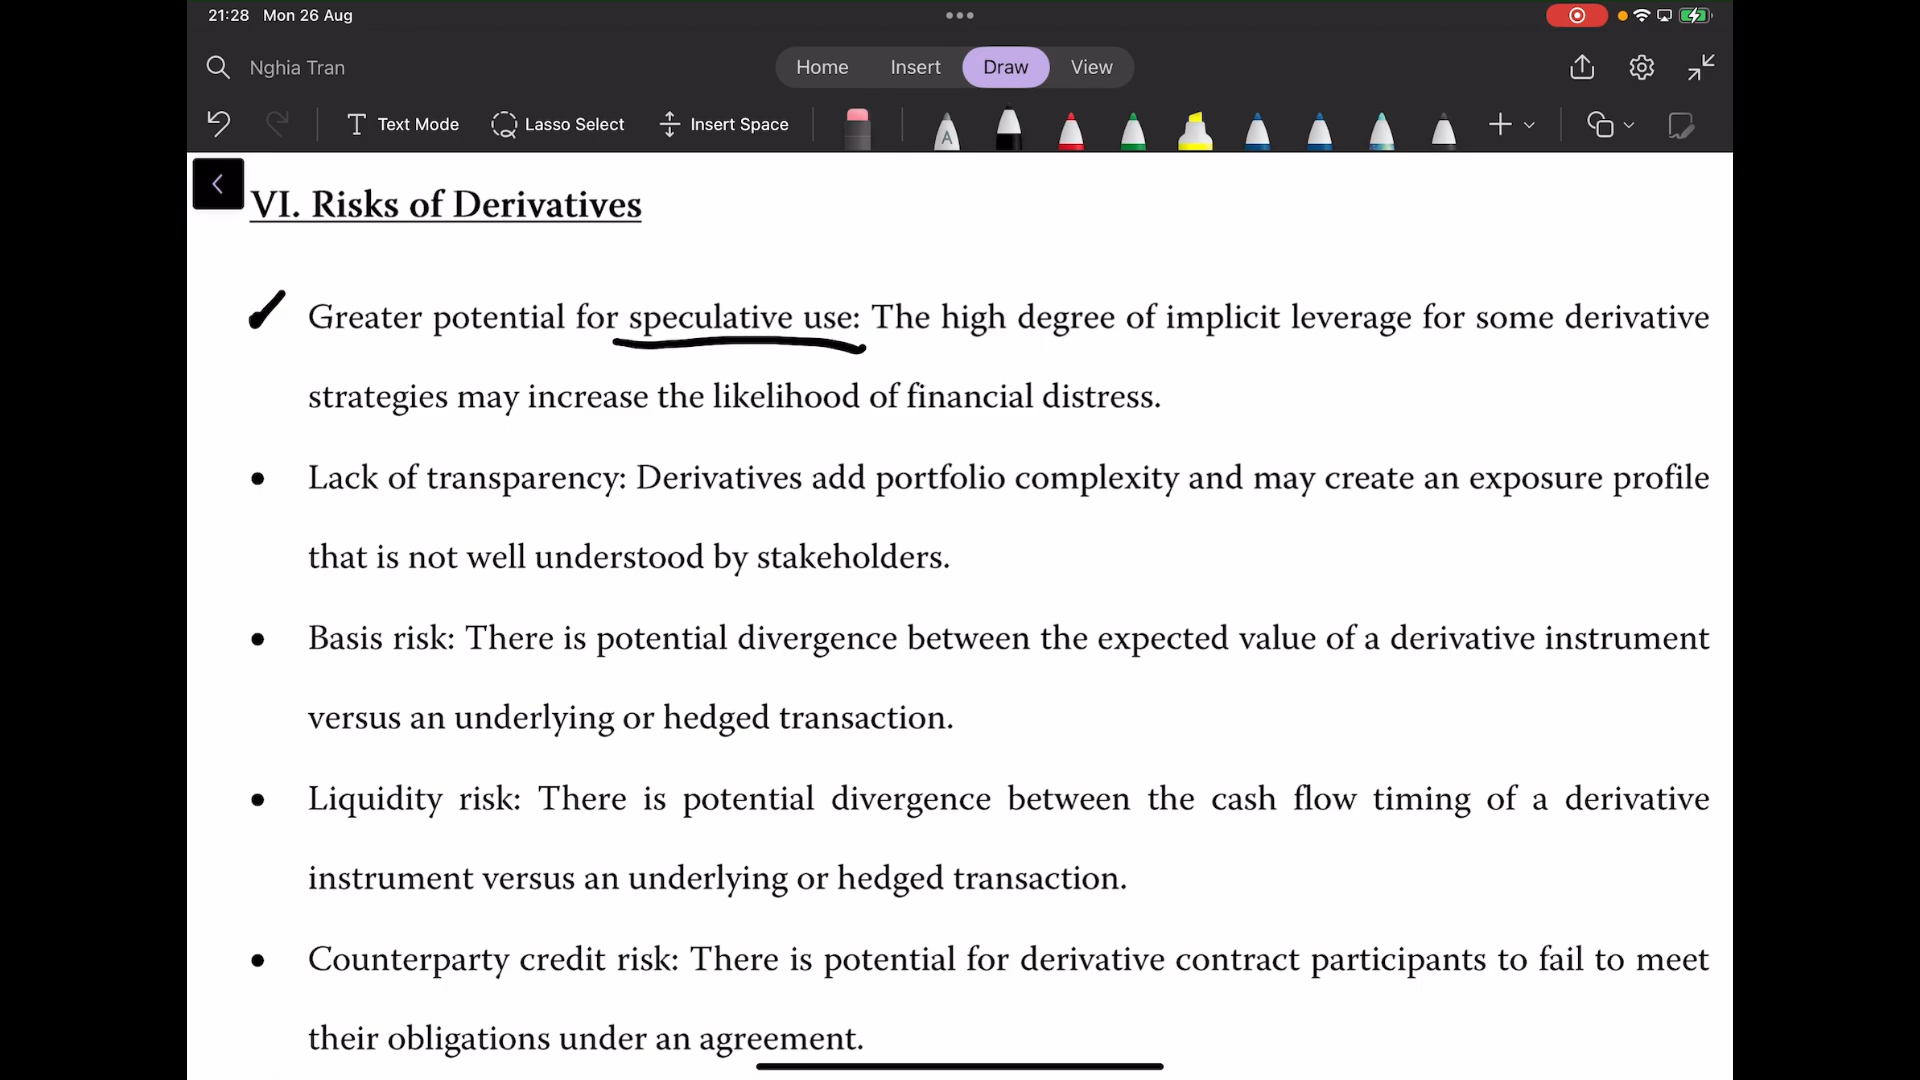 21:28 Mon 26 Aug
Nghia Tran
Home Insert Draw View
Text Mode Lasso Select Insert Space A
VI. Risks of Derivatives
Greater potential for speculative use: The high degree of implicit leverage for some derivative
strategies may increase the likelihood of financial distress.
• Lack of transparency: Derivatives add portfolio complexity and may create an exposure profile
that is not well understood by stakeholders.
• Basis risk: There is potential divergence between the expected value of a derivative instrument
versus an underlying or hedged transaction.
• Liquidity risk: There is potential divergence between the cash flow timing of a derivative
instrument versus an underlying or hedged transaction.
• Counterparty credit risk: There is potential for derivative contract participants to fail to meet
their obligations under an agreement.